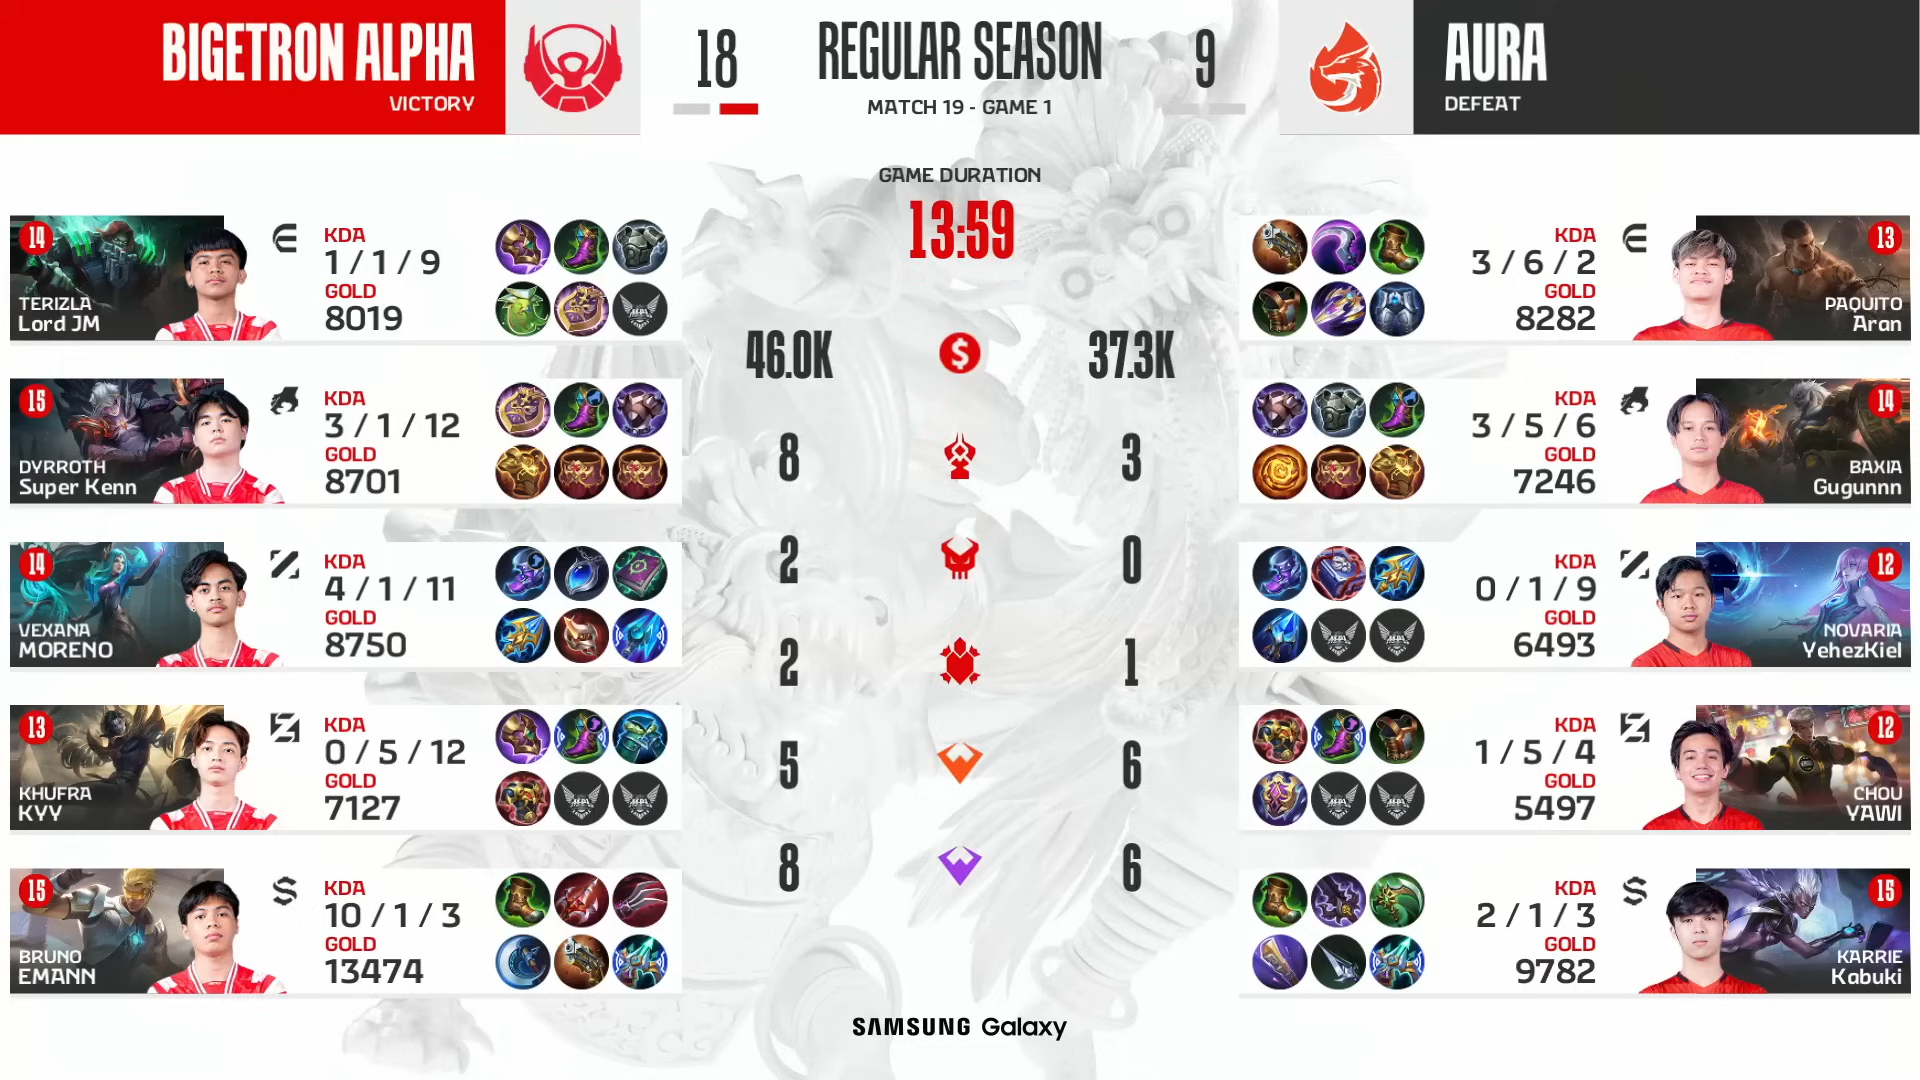 BIGETRON ALPHA
VICTORY
18
REGULAR SEASON
MATCH 19 - GAME 1
9
AURA
DEFEAT
GAME DURATION
13:59
14
TERIZLA
Lord JM
KDA
1 / 1 / 9
GOLD
8019
15
DYRROTH
Super Kenn
KDA
3 / 1 / 12
GOLD
8701
14
VEXANA
MORENO
KDA
4 / 1 / 11
GOLD
8750
13
KHUFRA
KYY
KDA
0 / 5 / 12
GOLD
7127
15
BRUNO
EMANN
KDA
10 / 1 / 3
GOLD
13474
46.0K
$
37.3K
8
3
2
0
2
1
5
6
8
6
KDA
3 / 6 / 2
GOLD
8282
13
PAQUITO
Aran
KDA
3 / 5 / 6
GOLD
7246
14
BAXIA
Gugunnn
KDA
0 / 1 / 9
GOLD
6493
12
NOVARIA
YehezKiel
KDA
1 / 5 / 4
GOLD
5497
12
CHOU
YAWI
KDA
2 / 1 / 3
GOLD
9782
15
KARRIE
Kabuki
SAMSUNG Galaxy